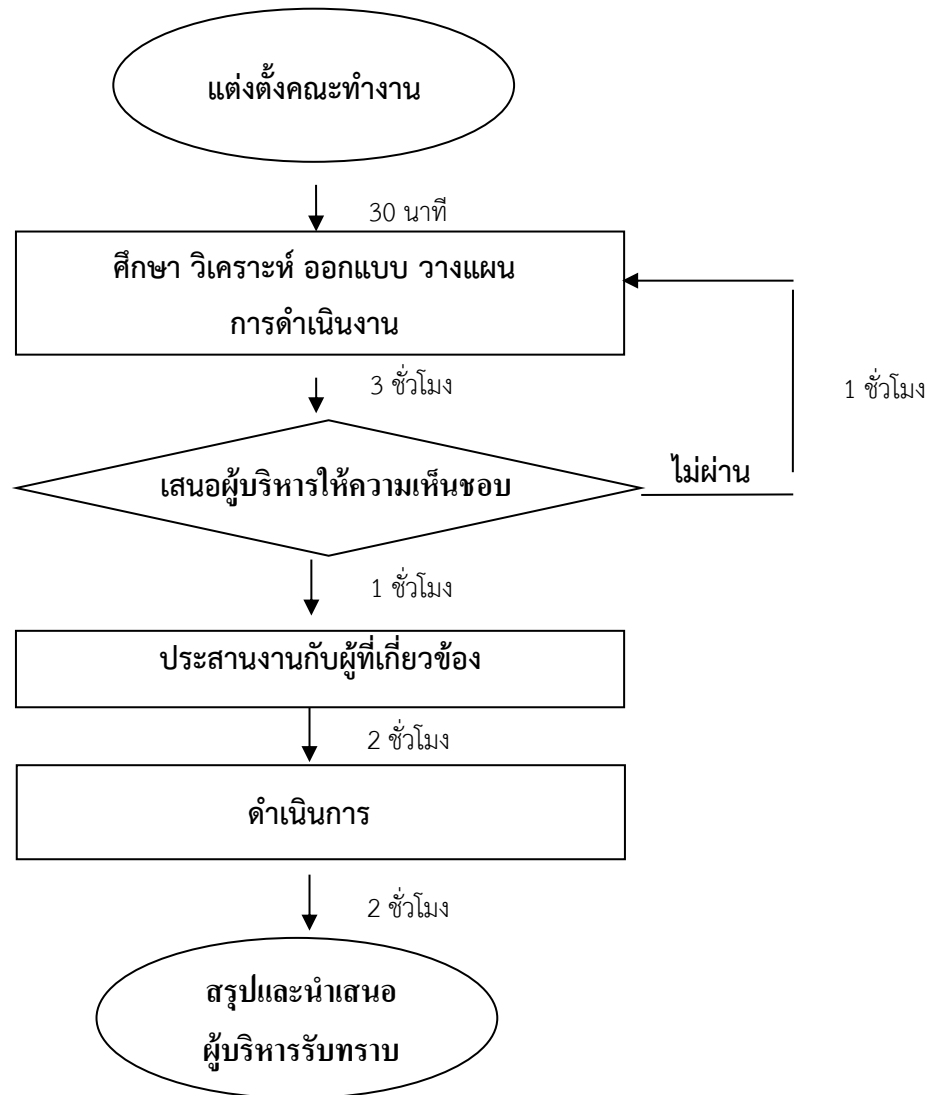 แต่งตั้งคณะทำงาน
30 นาที
ศึกษา วิเคราะห์ ออกแบบ วางแผน
การดำเนินงาน
3 ชั่วโมง
1 ชั่วโมง
เสนอผู้บริหารให้ความเห็นชอบ
ไม่ผ่าน
1 ชั่วโมง
ประสานงานกับผู้ที่เกี่ยวข้อง
2 ชั่วโมง
ดำเนินการ
2 ชั่วโมง
สรุปและนำเสนอ
ผู้บริหารรับทราบ